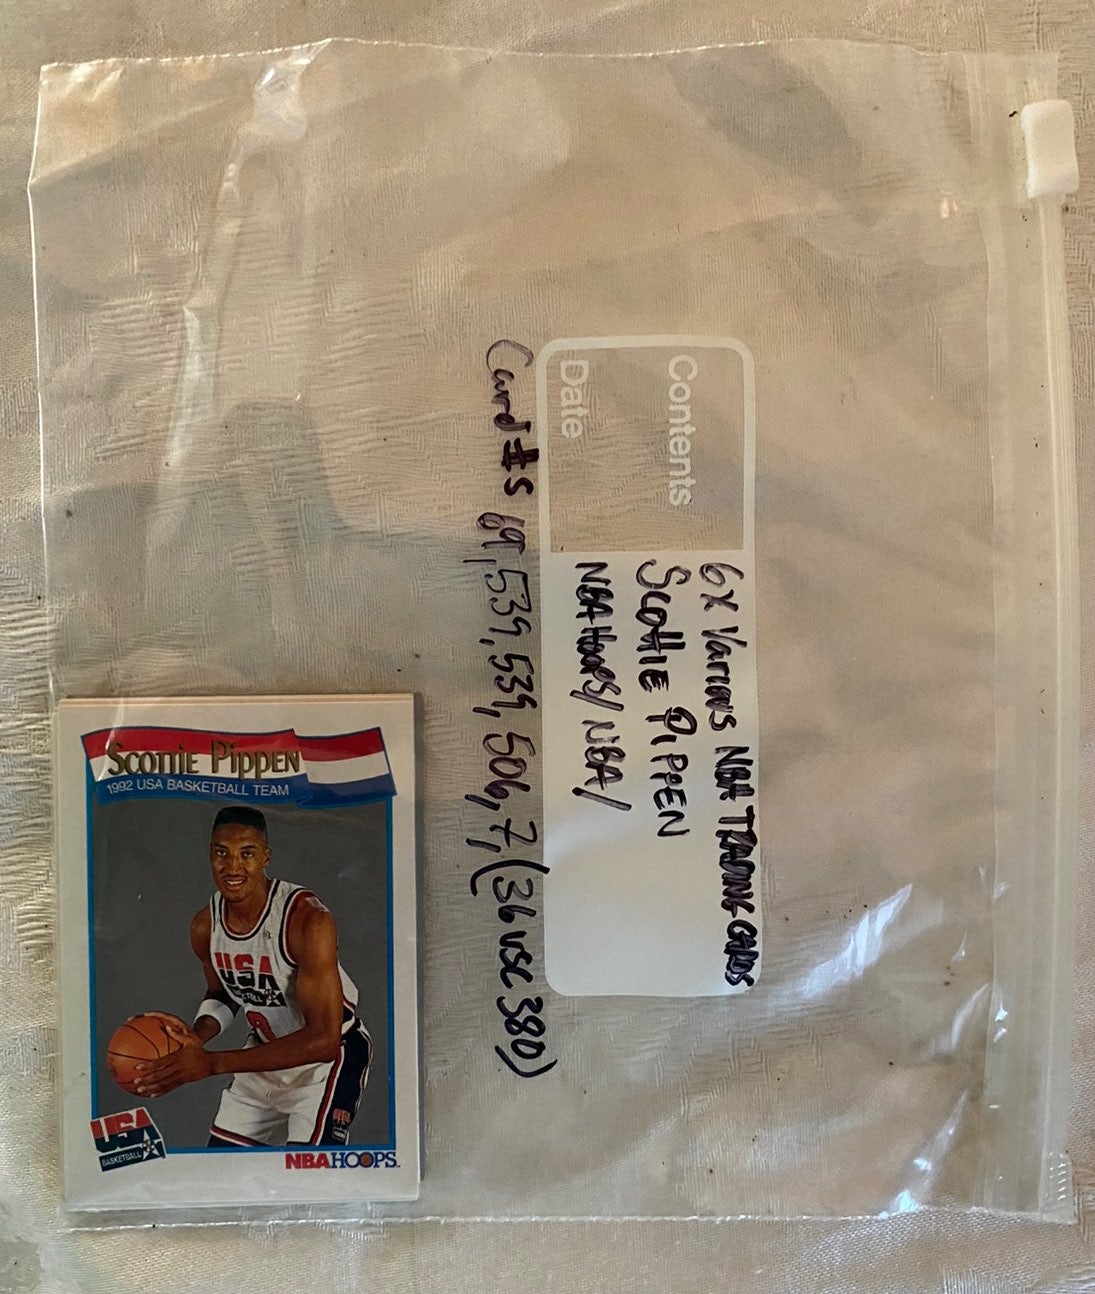 Contents
Date
6X Various NBA TRADING CARDS
SCOTTIE PIPPEN
NBA HOOPS/ NBA/
Card #s 69, 539, 539, 506, 7, (36 USC 380)
Scottie Pippen
1992 USA BASKETBALL TEAM
USA
USA
BASKETBALL
NBA HOOPS